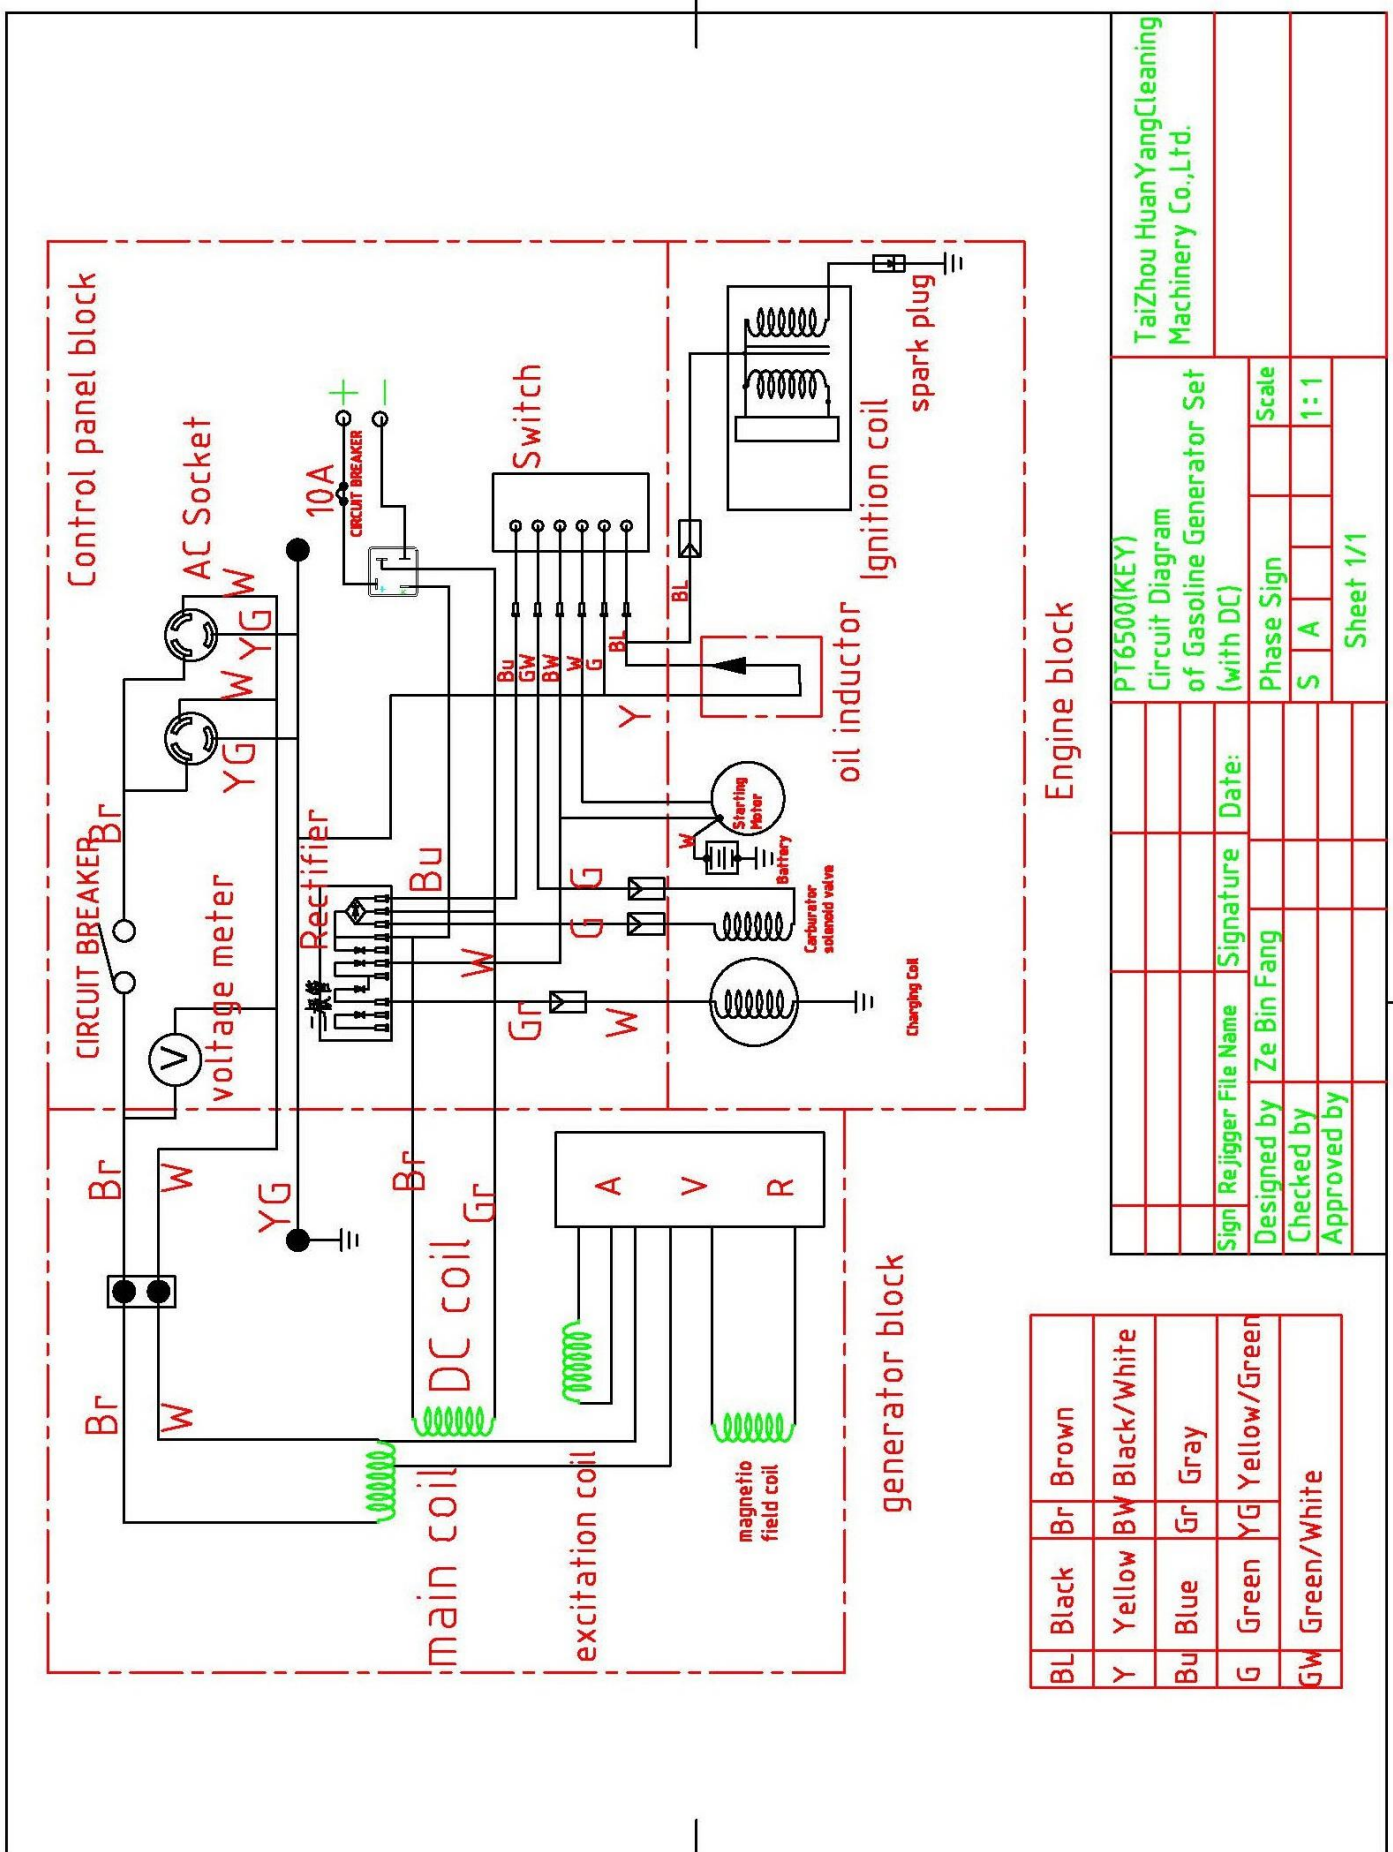 Control panel block
CIRCUIT BREAKER
Br
AC Socket
W
YG
W
YG
voltage meter
V
Br
W
YG
Br
W
10A
CIRCUIT BREAKER
+
−
Rectifier
二极管
Bu
W
Br
Gr
DC coil
main coil
Switch
Bu
GW
BW
W
G
BL
BL
Y
G
G
Gr
W
A
V
R
excitation coil
magnetio
field coil
generator block
Ignition coil
spark plug
oil inductor
Starting
Motor
W
Battery
Carburator
solenoid valve
Charging Coil
Engine block
BL Black Br Brown
Y Yellow BW Black/White
Bu Blue Gr Gray
G Green YG Yellow/Green
GW Green/White
PT6500(KEY)
Circuit Diagram
of Gasoline Generator Set
(with DC)
TaiZhou HuanYangCleaning
Machinery Co.,Ltd.
Sign Rejigger File Name Signature Date:
Designed by Ze Bin Fang
Checked by
Approved by
Phase Sign Scale
S A 1:1
Sheet 1/1